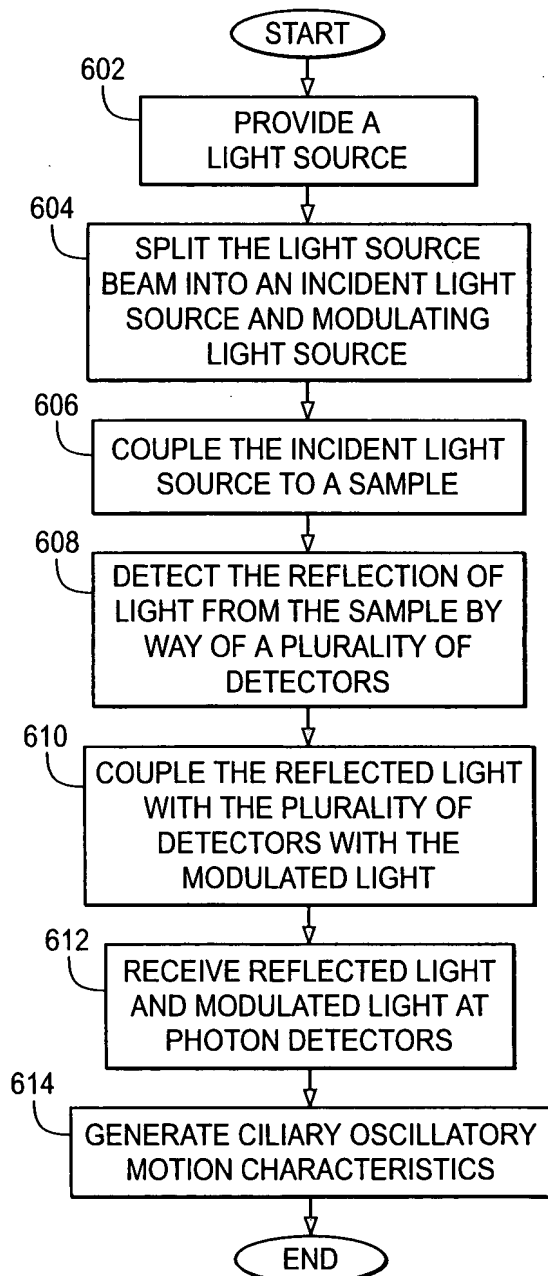 START
602
PROVIDE A
LIGHT SOURCE
604
SPLIT THE LIGHT SOURCE
BEAM INTO AN INCIDENT LIGHT
SOURCE AND MODULATING
LIGHT SOURCE
606
COUPLE THE INCIDENT LIGHT
SOURCE TO A SAMPLE
608
DETECT THE REFLECTION OF
LIGHT FROM THE SAMPLE BY
WAY OF A PLURALITY OF
DETECTORS
610
COUPLE THE REFLECTED LIGHT
WITH THE PLURALITY OF
DETECTORS WITH THE
MODULATED LIGHT
612
RECEIVE REFLECTED LIGHT
AND MODULATED LIGHT AT
PHOTON DETECTORS
614
GENERATE CILIARY OSCILLATORY
MOTION CHARACTERISTICS
END